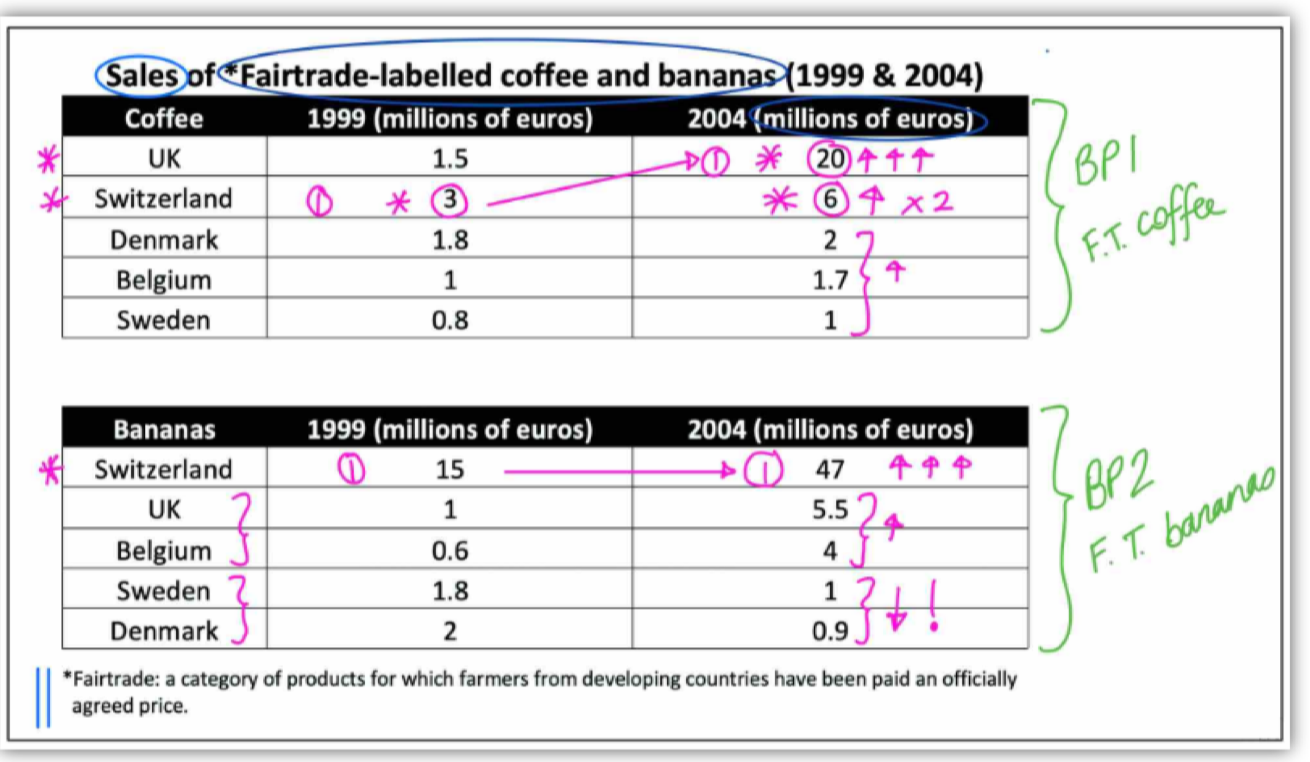 Sales of *Fairtrade-labelled coffee and bananas (1999 & 2004)
Coffee 1999 (millions of euros) 2004 (millions of euros)
* UK 1.5 → ① * 20 ↑ ↑ ↑
* Switzerland ① * 3 * 6 ↑ x 2
Denmark 1.8 2
Belgium 1 1.7 ↑
Sweden 0.8 1
BP1
F.T. coffee
Bananas 1999 (millions of euros) 2004 (millions of euros)
* Switzerland ① 15 → ① 47 ↑ ↑ ↑
UK 1 5.5 ↑
Belgium 0.6 4
Sweden 1.8 1 ↓ !
Denmark 2 0.9
BP2
F. T. bananas
*Fairtrade: a category of products for which farmers from developing countries have been paid an officially
agreed price.